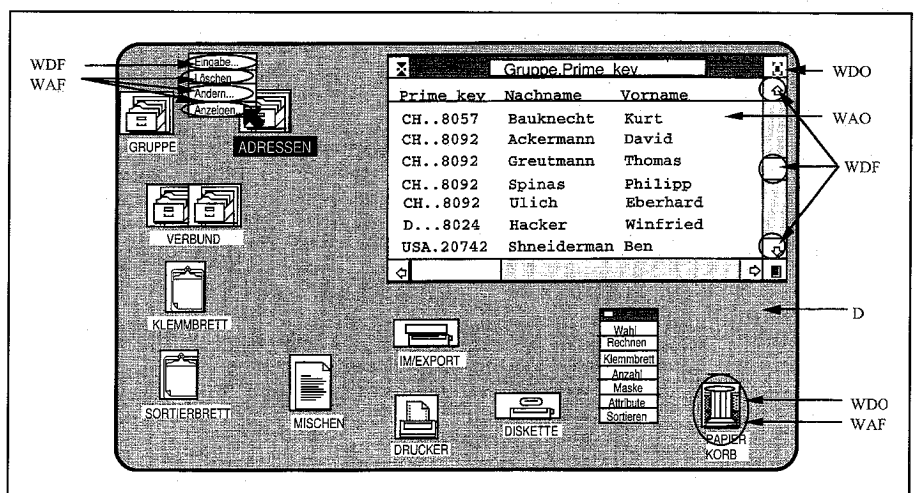 WDF
WAF
Eingabe...
Löschen
Ändern...
Anzeigen...
GRUPPE
ADRESSEN
Gruppe.Prime key
Prime key Nachname Vorname
CH..8057 Bauknecht Kurt
CH..8092 Ackermann David
CH..8092 Greutmann Thomas
CH..8092 Spinas Philipp
CH..8092 Ulich Eberhard
D...8024 Hacker Winfried
USA.20742 Shneiderman Ben
WDO
WAO
WDF
D
VERBUND
KLEMMBRETT
SORTIERBRETT
MISCHEN
IM/EXPORT
DRUCKER
DISKETTE
Wahl
Rechnen
Klemmbrett
Anzahl
Maske
Attribute
Sortieren
PAPIER
KORB
WDO
WAF